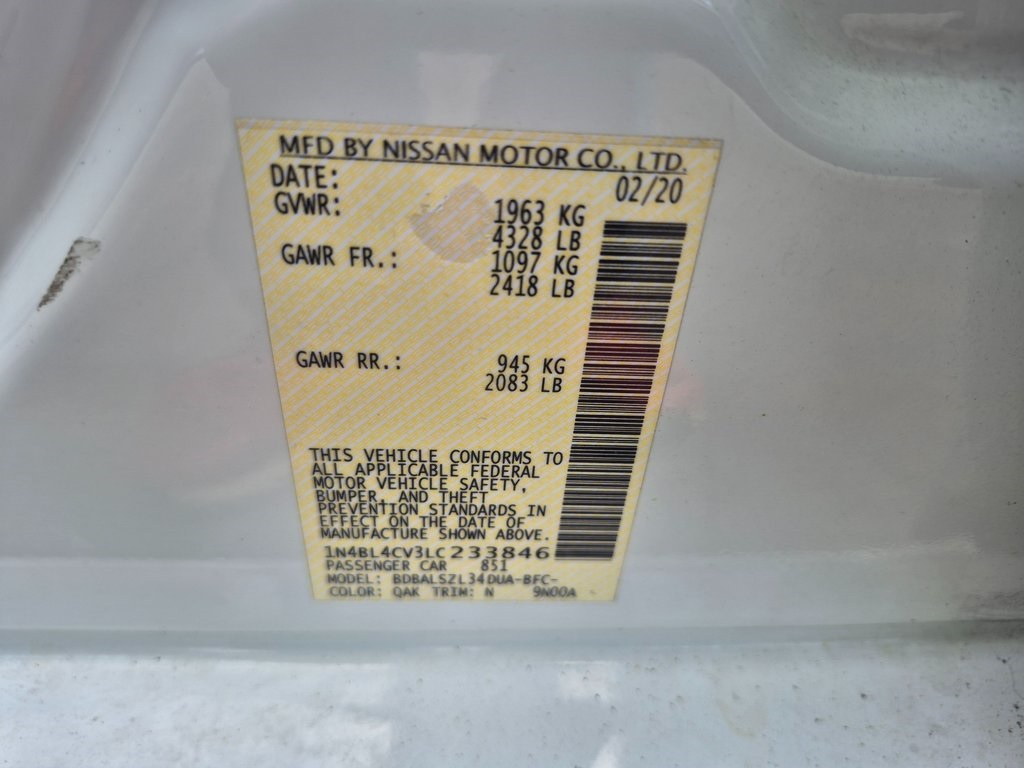 MFD BY NISSAN MOTOR CO., LTD.
DATE: 02/20
GVWR: 1963 KG
4328 LB
GAWR FR.: 1097 KG
2418 LB
GAWR RR.: 945 KG
2083 LB
THIS VEHICLE CONFORMS TO
ALL APPLICABLE FEDERAL
MOTOR VEHICLE SAFETY,
BUMPER, AND THEFT
PREVENTION STANDARDS IN
EFFECT ON THE DATE OF
MANUFACTURE SHOWN ABOVE.
1N4BL4CV3LC233846
PASSENGER CAR 851
MODEL: BDBALSZL34DUA-BFC-
COLOR: QAK TRIM: N 9N00A